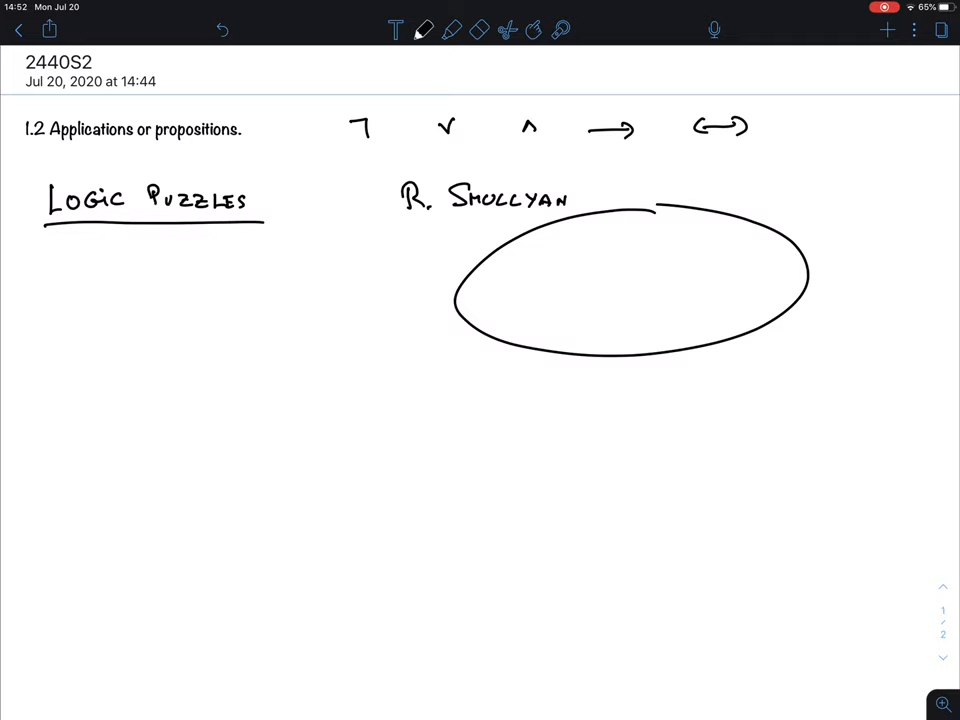 14:52 Mon Jul 20
65%
T
2440S2
Jul 20, 2020 at 14:44
1.2 Applications or propositions. ¬ ∨ ∧ → ↔
LOGIC PUZZLES
R. SMULLYAN
1
/
2